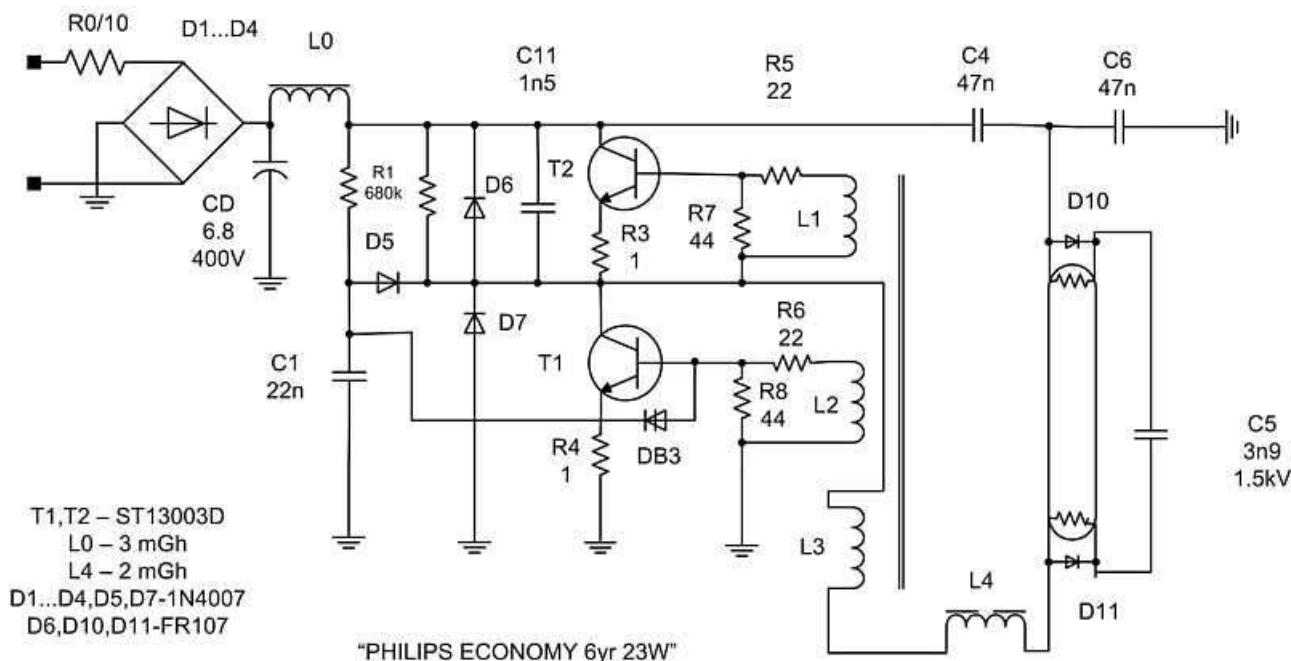 R0/10
D1...D4
L0
C11
1n5
R5
22
C4
47n
C6
47n
R1
680k
D6
T2
D5
CD
6.8
400V
R3
1
R7
44
L1
D10
D7
R6
22
C1
22n
T1
R8
44
L2
DB3
R4
1
C5
3n9
1.5kV
T1,T2 – ST13003D
L0 – 3 mGh
L4 – 2 mGh
D1...D4,D5,D7-1N4007
D6,D10,D11-FR107
L3
L4
D11
“PHILIPS ECONOMY 6yr 23W”